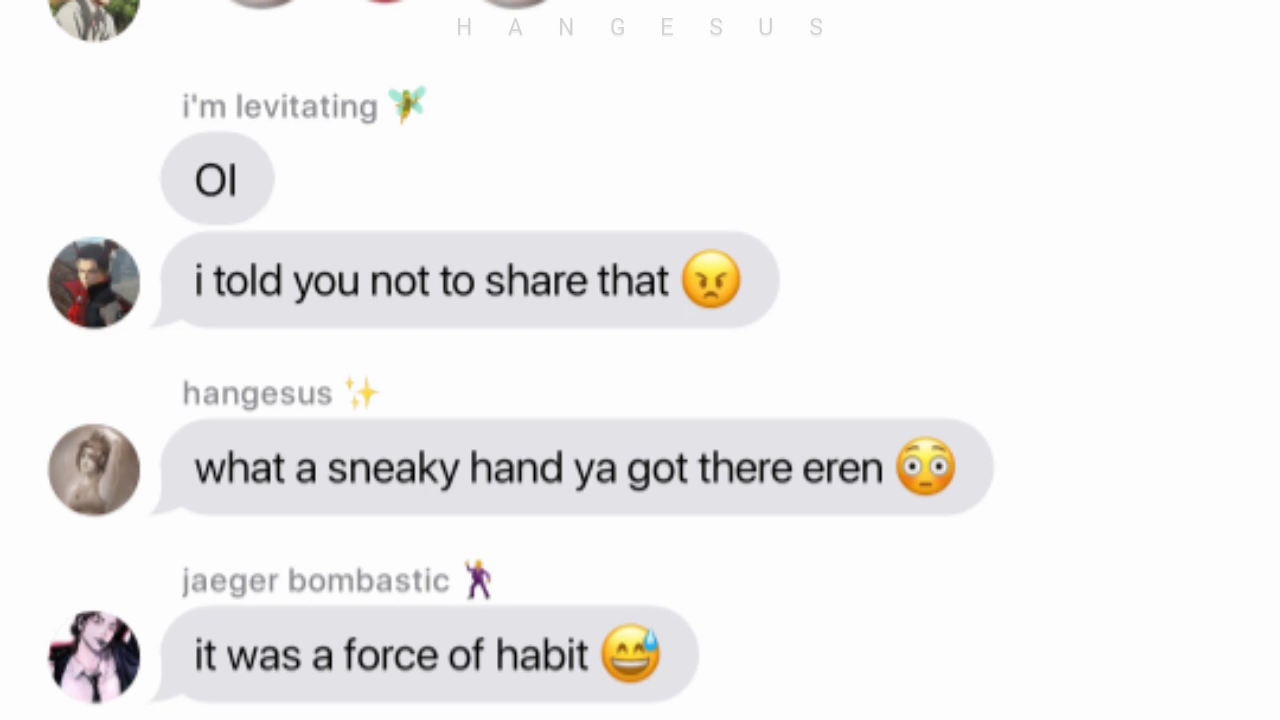 HANGESUS
i'm levitating 🧚
OI
i told you not to share that 😠
hangesus ✨
what a sneaky hand ya got there eren 😳
jaeger bombastic 🕺
it was a force of habit 😅